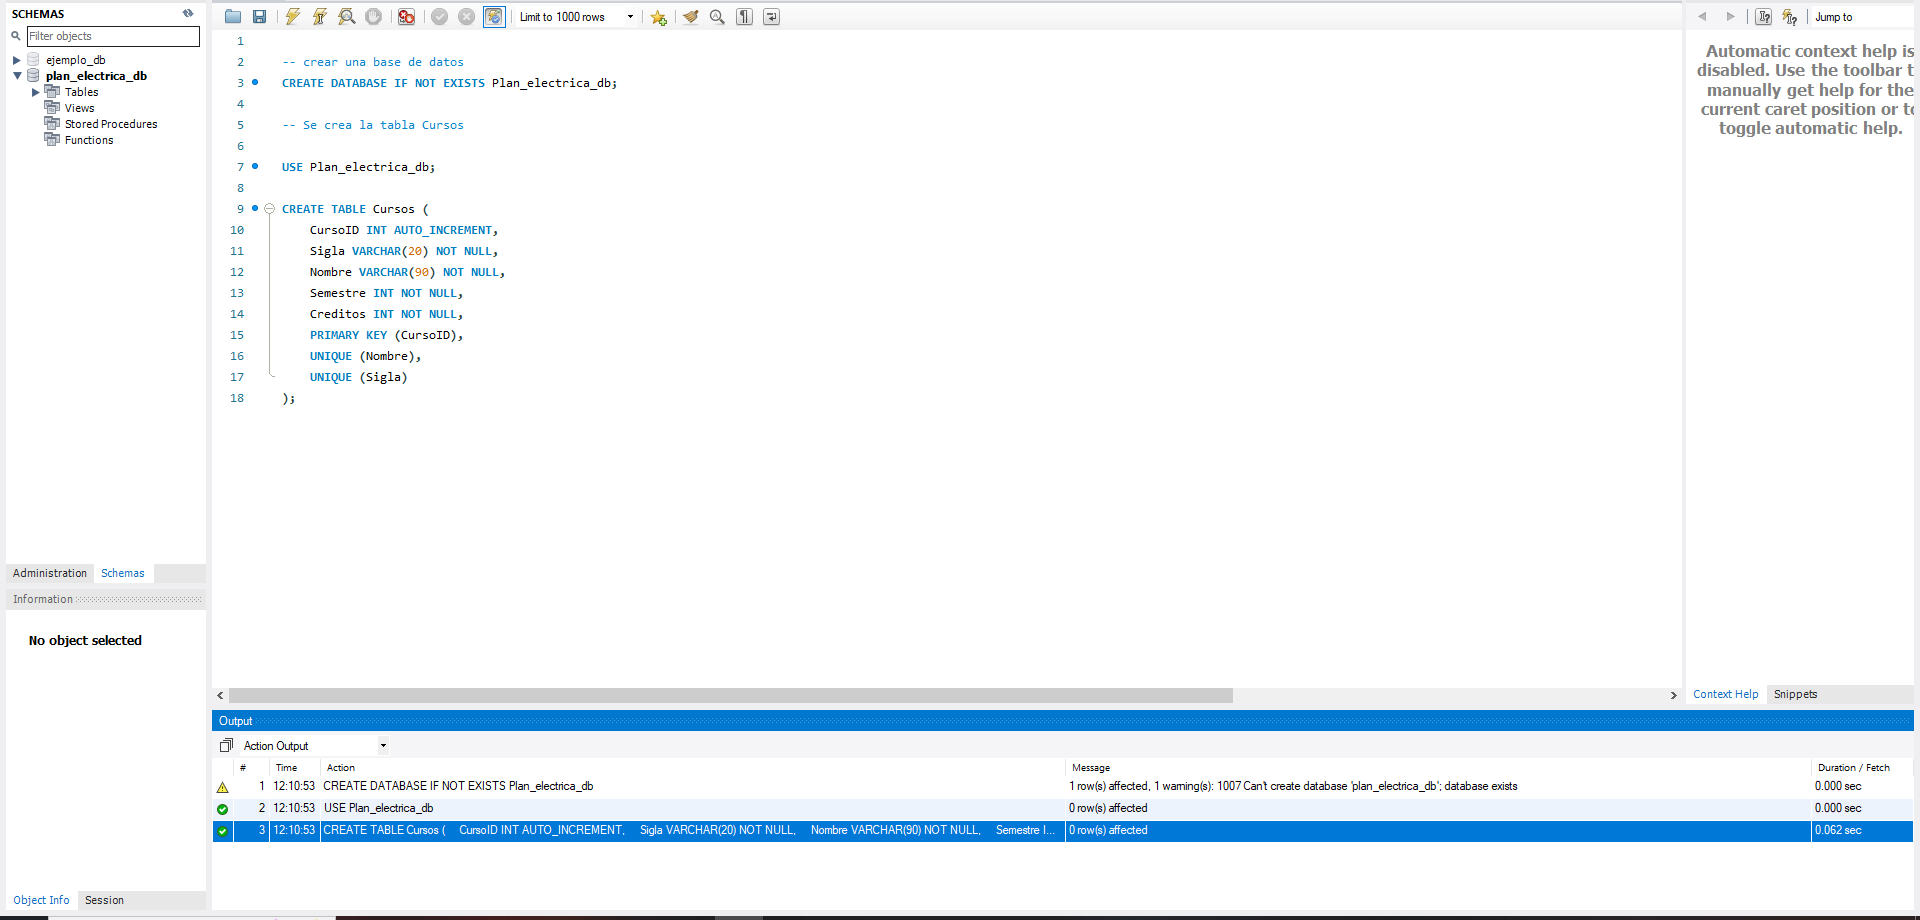 SCHEMAS
Filter objects
ejemplo_db
plan_electrica_db
Tables
Views
Stored Procedures
Functions
Administration Schemas
Information
No object selected
Object Info Session
Limit to 1000 rows
1
2 -- crear una base de datos
3 CREATE DATABASE IF NOT EXISTS Plan_electrica_db;
4
5 -- Se crea la tabla Cursos
6
7 USE Plan_electrica_db;
8
9 CREATE TABLE Cursos (
10 CursoID INT AUTO_INCREMENT,
11 Sigla VARCHAR(20) NOT NULL,
12 Nombre VARCHAR(90) NOT NULL,
13 Semestre INT NOT NULL,
14 Creditos INT NOT NULL,
15 PRIMARY KEY (CursoID),
16 UNIQUE (Nombre),
17 UNIQUE (Sigla)
18 );
Jump to
Automatic context help is
disabled. Use the toolbar t
manually get help for the
current caret position or to
toggle automatic help.
Context Help Snippets
Output
Action Output
# Time Action Message Duration / Fetch
1 12:10:53 CREATE DATABASE IF NOT EXISTS Plan_electrica_db 1 row(s) affected, 1 warning(s): 1007 Can't create database 'plan_electrica_db'; database exists 0.000 sec
2 12:10:53 USE Plan_electrica_db 0 row(s) affected 0.000 sec
3 12:10:53 CREATE TABLE Cursos ( CursoID INT AUTO_INCREMENT, Sigla VARCHAR(20) NOT NULL, Nombre VARCHAR(90) NOT NULL, Semestre I... 0 row(s) affected 0.062 sec